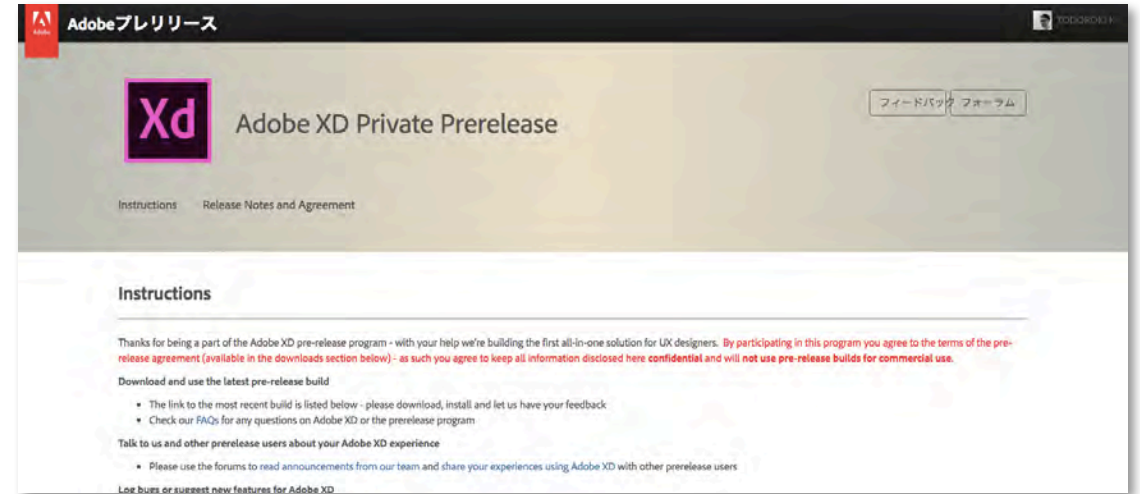 Adobe
Adobeプレリリース
Xd
Adobe XD Private Prerelease
フィードバック フォーラム
Instructions Release Notes and Agreement
Instructions
Thanks for being a part of the Adobe XD pre-release program - with your help we're building the first all-in-one solution for UX designers. By participating in this program you agree to the terms of the pre-
release agreement (available in the downloads section below) - as such you agree to keep all information disclosed here confidential and will not use pre-release builds for commercial use.
Download and use the latest pre-release build
• The link to the most recent build is listed below - please download, install and let us have your feedback
• Check our FAQs for any questions on Adobe XD or the prerelease program
Talk to us and other prerelease users about your Adobe XD experience
• Please use the forums to read announcements from our team and share your experiences using Adobe XD with other prerelease users
Log bugs or suggest new features for Adobe XD